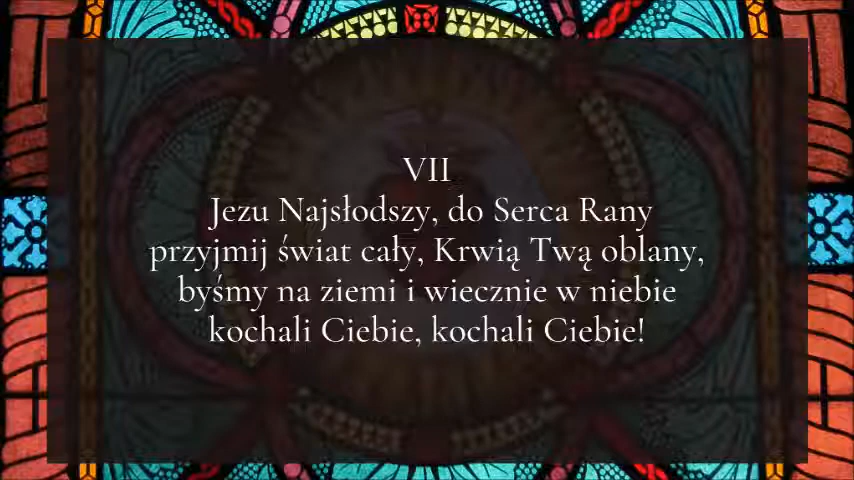 VII
Jezu Najsłodszy, do Serca Rany
przyjmij świat cały, Krwią Twą oblany,
byśmy na ziemi i wiecznie w niebie
kochali Ciebie, kochali Ciebie!